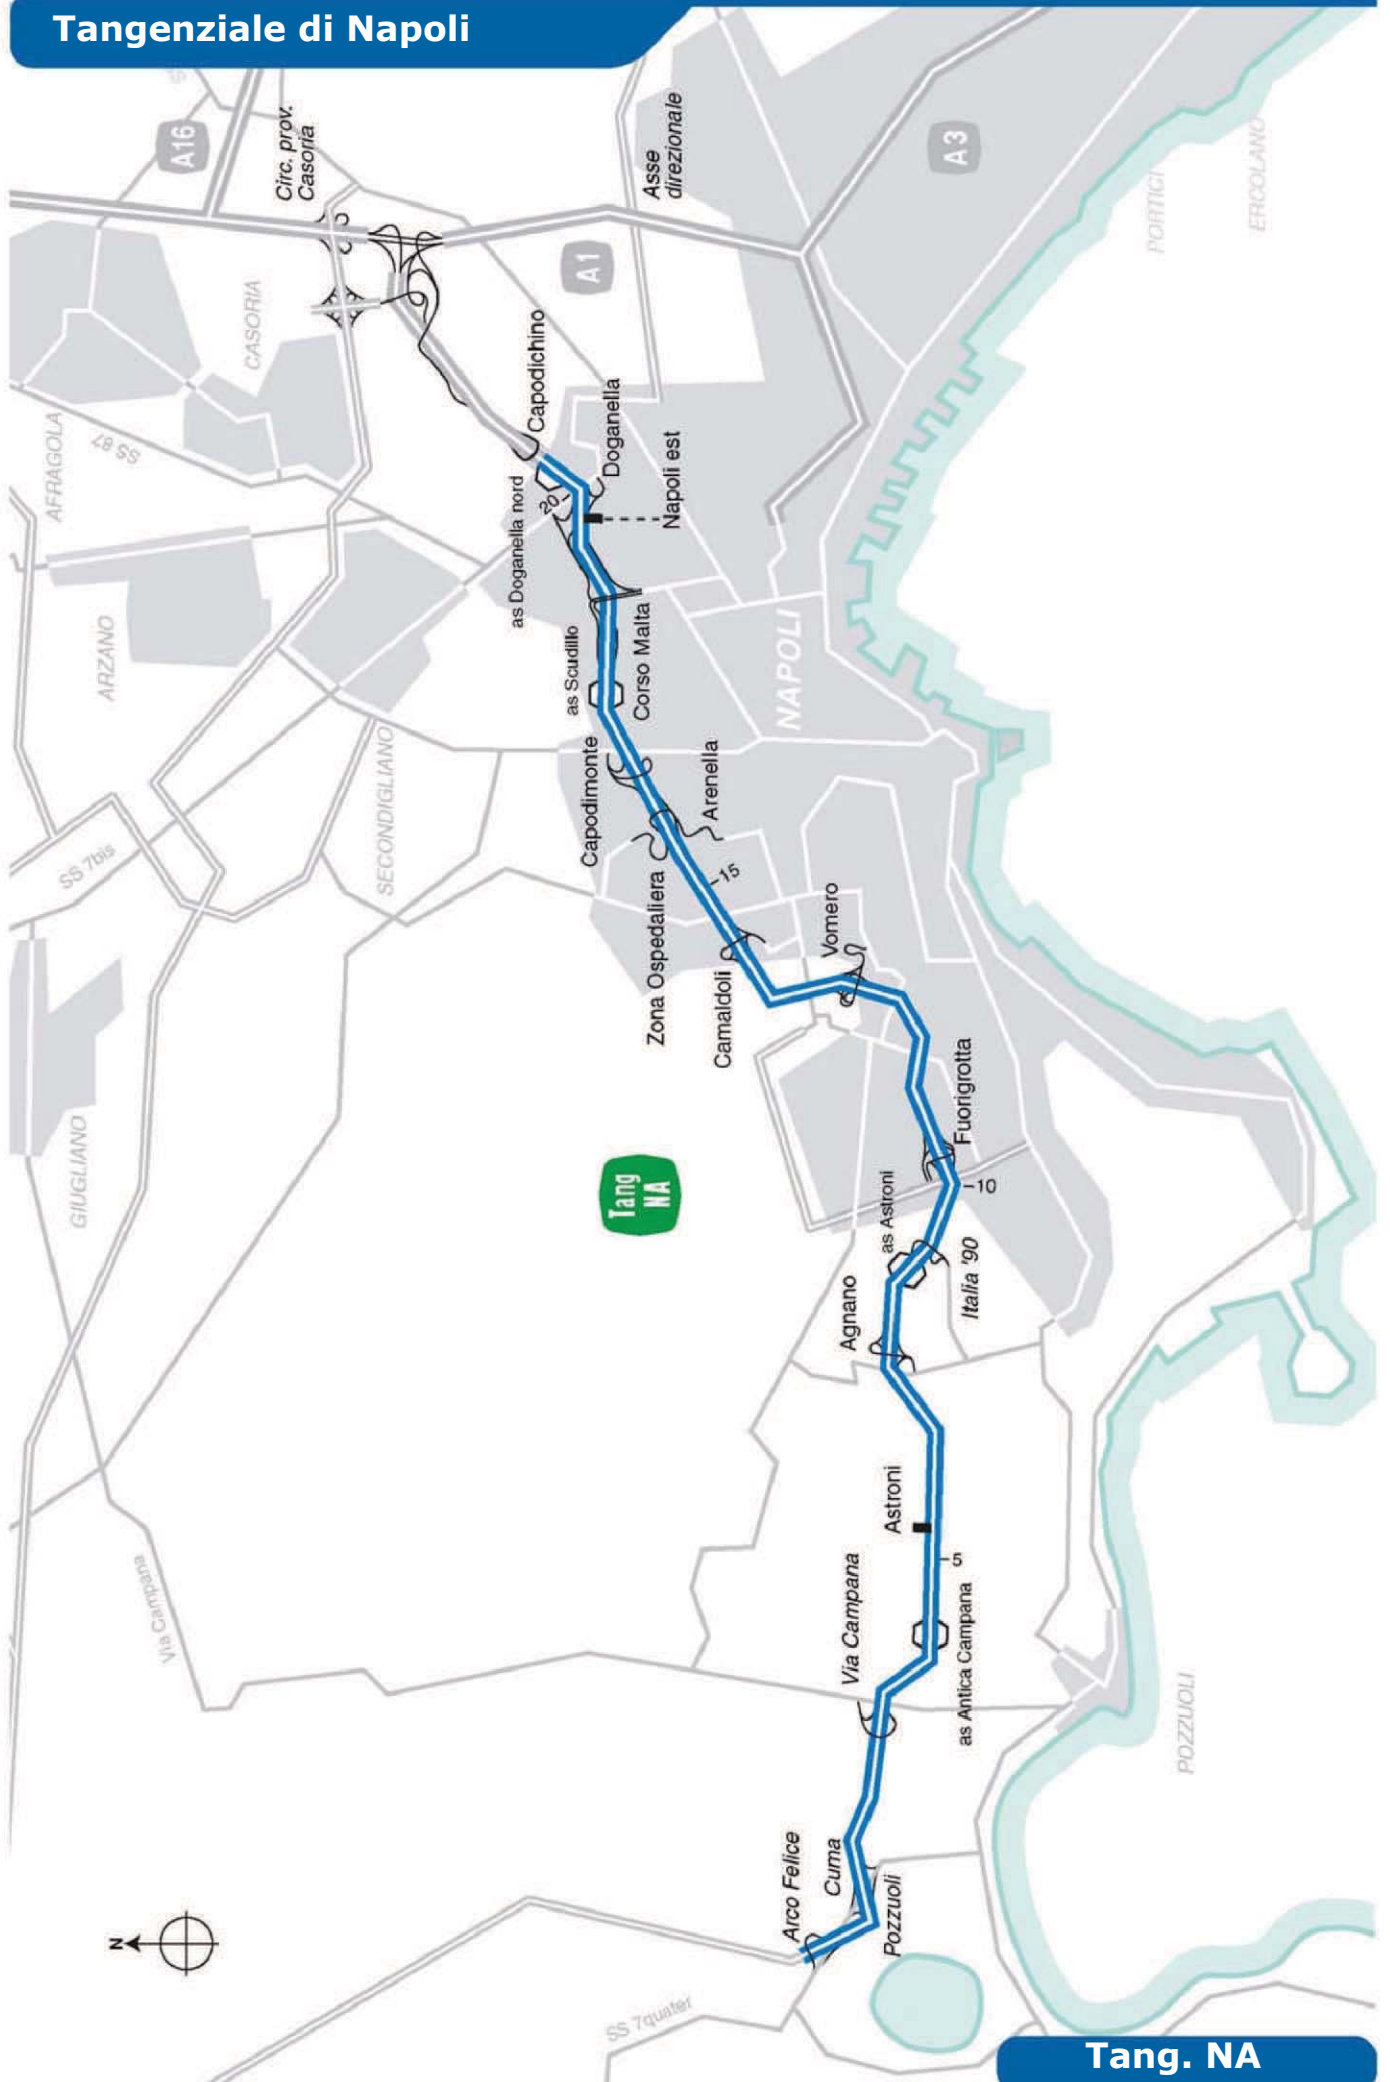 Tangenziale di Napoli
A16
Circ. prov.
Casoria
Asse
direzionale
A3
PORTICI
ERCOLANO
A1
CASORIA
AFRAGOLA
SS 87
Capodichino
Doganella
Napoli est
as Doganella nord
20
ARZANO
as Scudillo
Corso Malta
NAPOLI
SECONDIGLIANO
Capodimonte
Arenella
SS 7bis
Zona Ospedaliera
15
Vomero
Camaldoli
GIUGLIANO
Tang
NA
Fuorigrotta
10
as Astroni
Italia '90
Agnano
Astroni
5
Via Campana
Via Campana
as Antica Campana
POZZUOLI
Arco Felice
Cuma
Pozzuoli
N
SS 7quater
Tang. NA